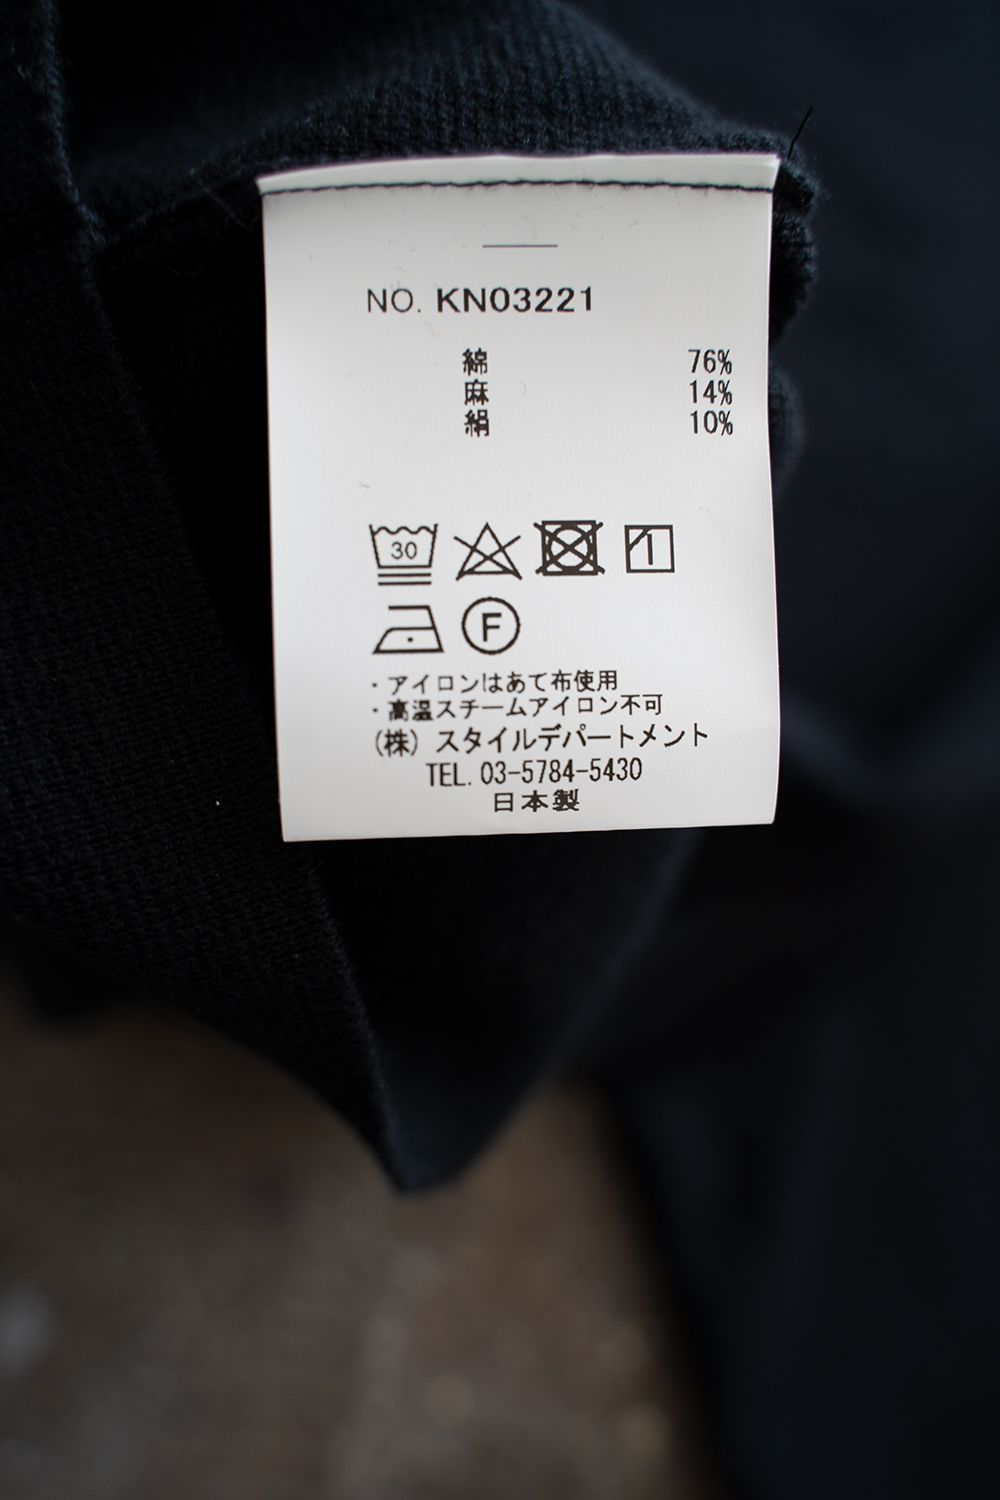 NO. KN03221
綿 76%
麻 14%
絹 10%
30
F
・アイロンはあて布使用
・高温スチームアイロン不可
(株) スタイルデパートメント
TEL. 03-5784-5430
日本製